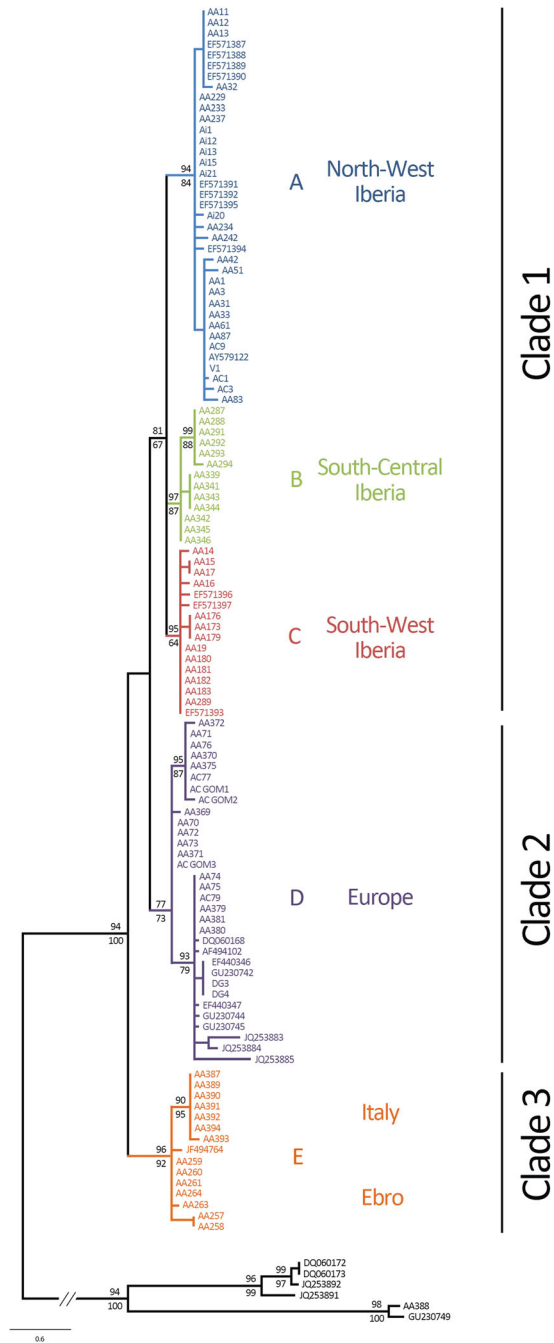 AA11
AA12
AA13
EF571387
EF571388
EF571389
EF571390
AA32
AA229
AA233
AA237
Ai1
Ai12
Ai13
Ai15
Ai21
EF571391
EF571392
EF571395
Ai20
AA234
AA242
EF571394
AA42
AA51
AA1
AA3
AA31
AA33
AA61
AA87
AC9
AY579122
V1
AC1
AC3
AA83
94
84
A
North-West
Iberia
Clade 1
81
67
AA287
AA288
AA291
AA292
AA293
AA294
AA339
AA341
AA343
AA344
AA342
AA345
AA346
99
88
97
87
B
South-Central
Iberia
AA14
AA15
AA17
AA16
EF571396
EF571397
AA176
AA173
AA179
AA19
AA180
AA181
AA182
AA183
AA289
EF571393
95
64
C
South-West
Iberia
AA372
AA71
AA76
AA370
AA375
AC77
AC GOM1
AC GOM2
AA369
AA70
AA72
AA73
AA371
AC GOM3
AA74
AA75
AC79
AA379
AA381
AA380
DQ060168
AF494102
EF440346
GU230742
DG3
DG4
EF440347
GU230744
GU230745
JQ253883
JQ253884
JQ253885
95
87
77
73
93
79
D
Europe
Clade 2
94
100
AA387
AA389
AA390
AA391
AA392
AA394
AA393
JF494764
AA259
AA260
AA261
AA264
AA263
AA257
AA258
90
95
96
92
E
Italy
Ebro
Clade 3
DQ060172
DQ060173
JQ253892
JQ253891
AA388
GU230749
99
97
96
99
94
100
98
100
0.6